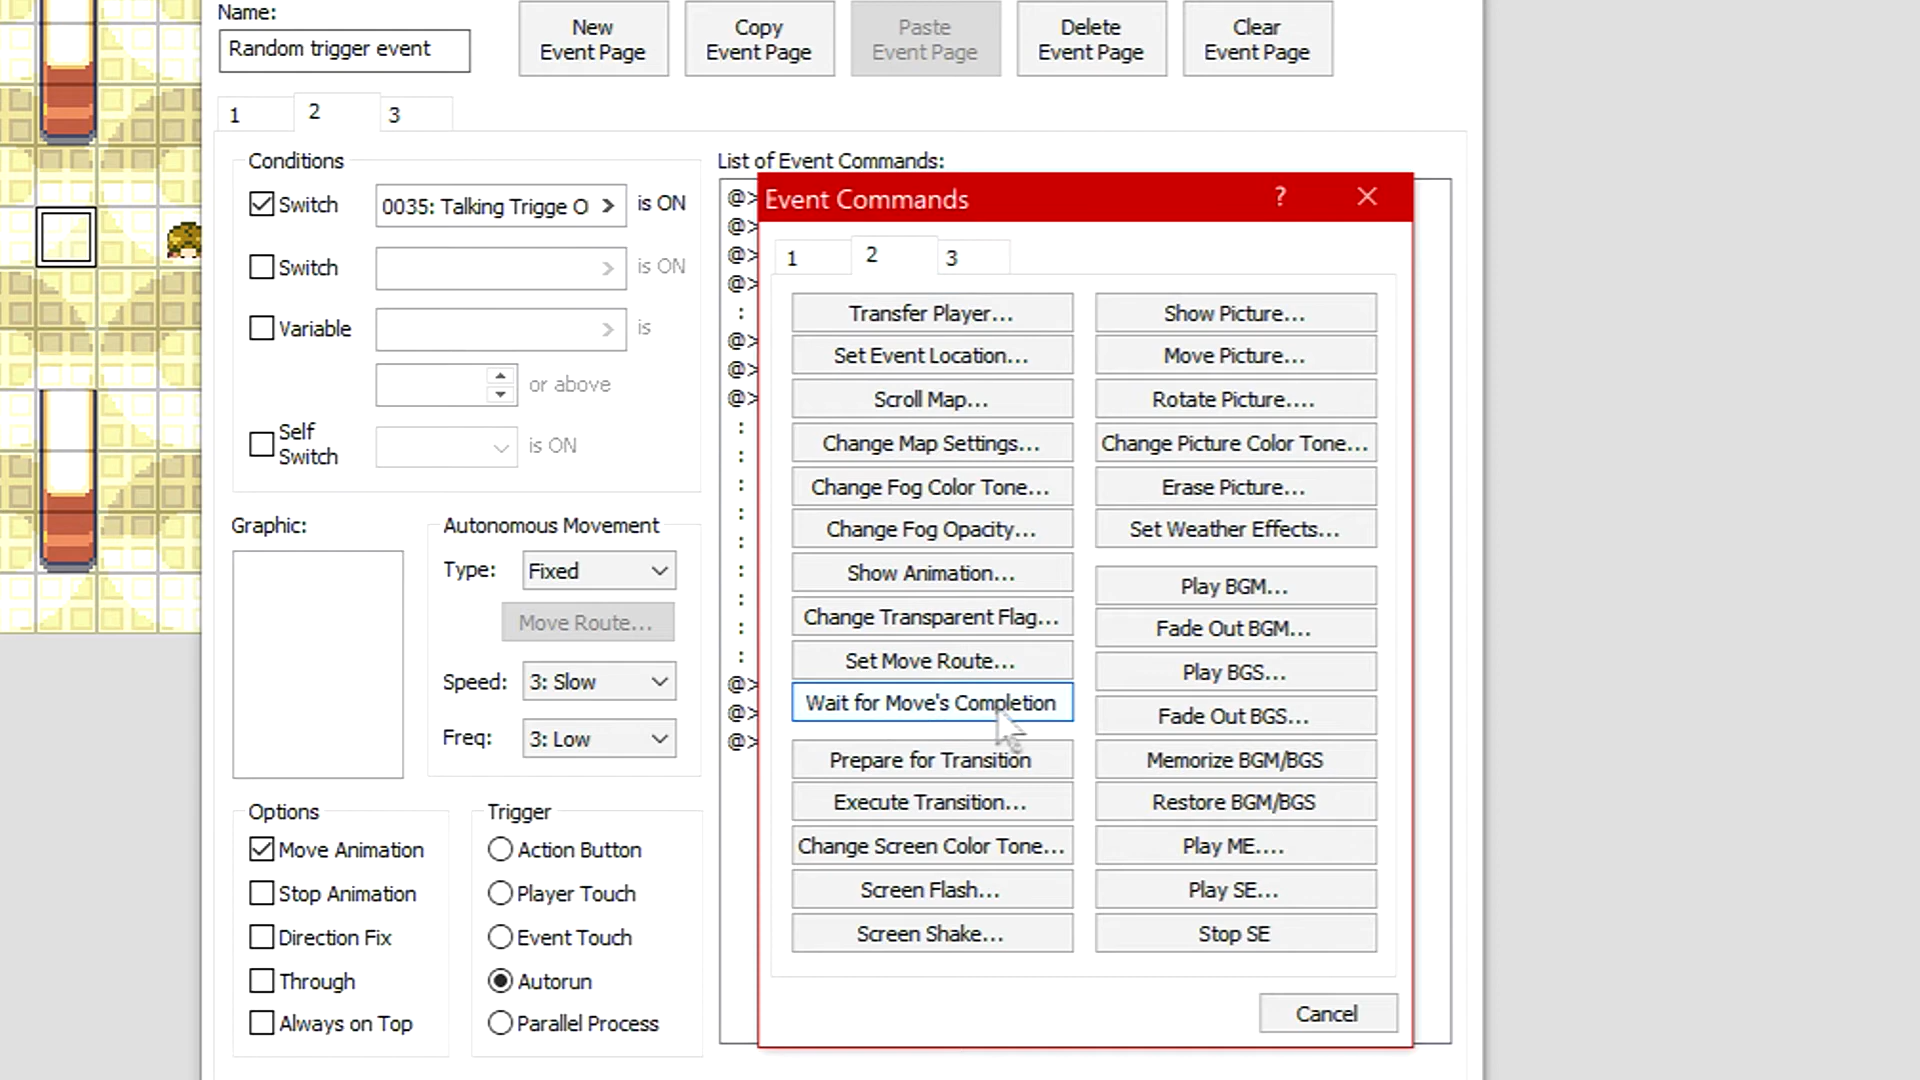 Name:
Random trigger event
New
Event Page
Copy
Event Page
Paste
Event Page
Delete
Event Page
Clear
Event Page
1
2
3
Conditions
Switch
0035: Talking Trigge O >
is ON
Switch
>
is ON
Variable
>
is
or above
Self
Switch
is ON
Graphic:
Autonomous Movement
Type:
Fixed
Move Route...
Speed:
3: Slow
Freq:
3: Low
Options
Move Animation
Stop Animation
Direction Fix
Through
Always on Top
Trigger
Action Button
Player Touch
Event Touch
Autorun
Parallel Process
List of Event Commands:
@>
@>
@>
@>
:
@>
@>
@>
:
:
:
:
:
:
:
:
:
@>
@>
@>
Event Commands
?
1
2
3
Transfer Player...
Set Event Location...
Scroll Map...
Change Map Settings...
Change Fog Color Tone...
Change Fog Opacity...
Show Animation...
Change Transparent Flag...
Set Move Route...
Wait for Move's Completion
Prepare for Transition
Execute Transition...
Change Screen Color Tone...
Screen Flash...
Screen Shake...
Show Picture...
Move Picture...
Rotate Picture....
Change Picture Color Tone...
Erase Picture...
Set Weather Effects...
Play BGM...
Fade Out BGM...
Play BGS...
Fade Out BGS...
Memorize BGM/BGS
Restore BGM/BGS
Play ME....
Play SE...
Stop SE
Cancel